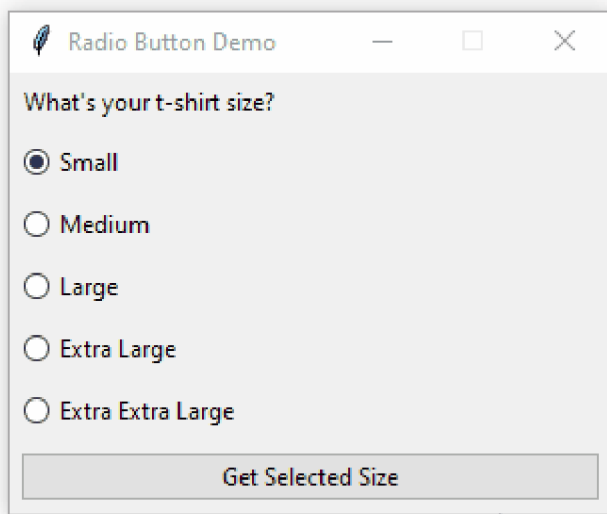 Radio Button Demo
What's your t-shirt size?
Small
Medium
Large
Extra Large
Extra Extra Large
Get Selected Size